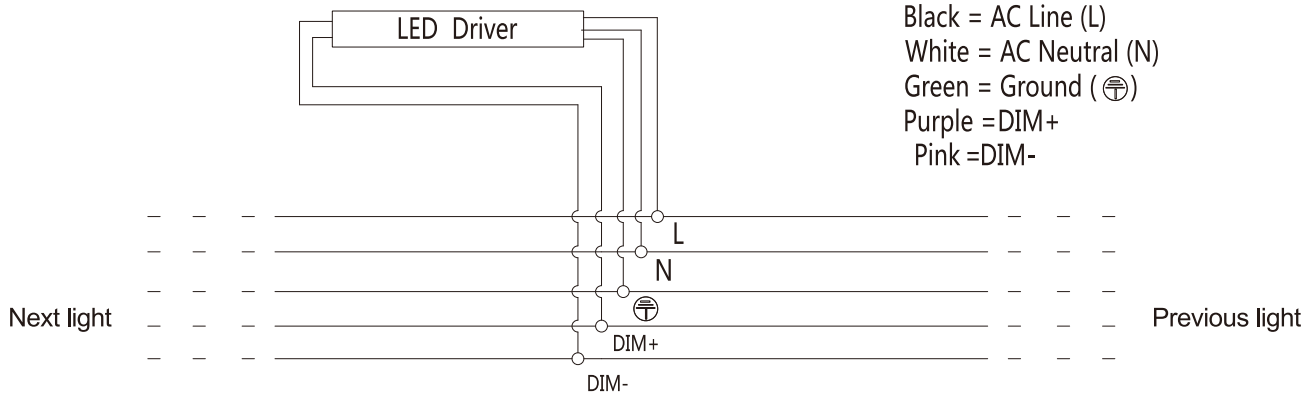 LED Driver
Black = AC Line (L)
White = AC Neutral (N)
Green = Ground (⏚)
Purple =DIM+
Pink =DIM-
L
N
Next light
Previous light
DIM+
DIM-